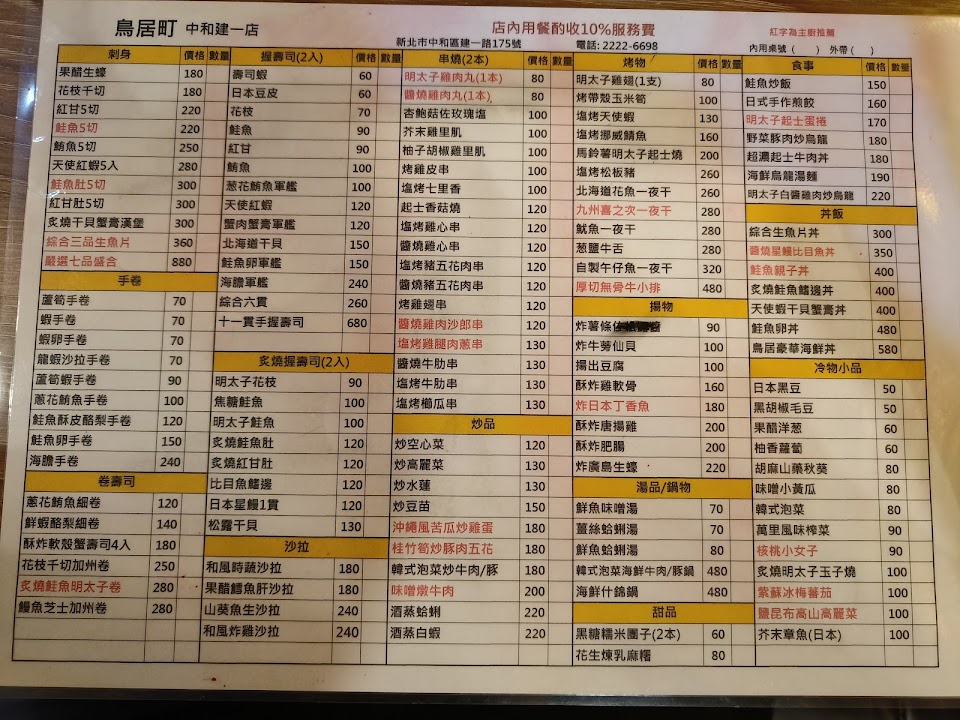 鳥居町 中和建一店
店內用餐酌收10%服務費
紅字為主廚推薦
新北市中和區建一路175號 電話: 2222-6698
內用桌號( ) 外帶( )
刺身 價格 數量
果醋生蠔 180
花枝千切 180
紅甘5切 220
鮭魚5切 220
鮪魚5切 250
天使紅蝦5入 280
鮭魚肚5切 300
紅甘肚5切 300
炙燒干貝蟹膏漢堡 300
綜合三品生魚片 360
嚴選七品盛合 880
手卷
蘆筍手卷 70
蝦手卷 70
蝦卵手卷 70
龍蝦沙拉手卷 70
蘆筍蝦手卷 90
蔥花鮪魚手卷 100
鮭魚酥皮酪梨手卷 120
鮭魚卵手卷 150
海膽手卷 240
卷壽司
蔥花鮪魚細卷 120
鮮蝦酪梨細卷 140
酥炸軟殼蟹壽司4入 180
花枝千切加州卷 250
炙燒鮭魚明太子卷 280
鰻魚芝士加州卷 280
握壽司(2入) 價格 數量
壽司蝦 60
日本豆皮 60
花枝 70
鮭魚 90
紅甘 90
鮪魚 100
蔥花鮪魚軍艦 100
天使紅蝦 120
蟹肉蟹膏軍艦 120
北海道干貝 150
鮭魚卵軍艦 150
海膽軍艦 240
綜合六貫 260
十一貫手握壽司 680
炙燒握壽司(2入)
明太子花枝 90
焦糖鮭魚 100
明太子鮭魚 100
炙燒鮭魚肚 120
炙燒紅甘肚 120
比目魚鰭邊 120
日本星鰻1貫 120
松露干貝 130
沙拉
和風時蔬沙拉 180
果醋鱈魚肝沙拉 180
山葵魚生沙拉 240
和風炸雞沙拉 240
串燒(2本) 價格 數量
明太子雞肉丸(1本) 80
醬燒雞肉丸(1本) 80
杏鮑菇佐玫瑰塩 100
芥末雞里肌 100
柚子胡椒雞里肌 100
烤雞皮串 100
塩烤七里香 100
起士香菇燒 100
塩烤雞心串 120
醬燒雞心串 120
塩烤豬五花肉串 120
醬燒豬五花肉串 120
烤雞翅串 120
醬燒雞肉沙郎串 130
塩烤雞腿肉蔥串 130
醬燒牛肋串 130
塩烤牛肋串 130
塩烤櫛瓜串 130
炒品
炒空心菜 120
炒高麗菜 130
炒水蓮 130
炒豆苗 150
沖繩風苦瓜炒雞蛋 180
桂竹筍炒豚肉五花 180
韓式泡菜炒牛肉/豚 180
味噌燉牛肉 200
酒蒸蛤蜊 220
酒蒸白蝦 220
烤物 價格 數量
明太子雞翅(1支) 80
烤帶殼玉米筍 100
塩烤天使蝦 130
塩烤挪威鯖魚 160
馬鈴薯明太子起士燒 200
塩烤松板豬 260
北海道花魚一夜干 260
九州喜之次一夜干 280
魷魚一夜干 280
蔥鹽牛舌 280
自製午仔魚一夜干 320
厚切無骨牛小排 480
揚物
炸薯條 90
炸牛蒡仙貝 100
揚出豆腐 100
酥炸雞軟骨 160
炸日本丁香魚 180
酥炸唐揚雞 200
酥炸肥腸 200
炸廣島生蠔 220
湯品/鍋物
鮮魚味噌湯 70
薑絲蛤蜊湯 70
鮮魚蛤蜊湯 80
韓式泡菜海鮮牛肉/豚鍋 480
海鮮什錦鍋 480
甜品
黑糖糯米團子(2本) 60
花生煉乳麻糬 80
食事 價格 數量
鮭魚炒飯 150
日式手作煎餃 160
明太子起士蛋捲 170
野菜豚肉炒烏龍 180
超濃起士牛肉丼 180
海鮮烏龍湯麵 190
明太子白醬雞肉炒烏龍 220
丼飯
綜合生魚片丼 300
醬燒星鰻比目魚丼 350
鮭魚親子丼 400
炙燒鮭魚鰭邊丼 400
天使蝦干貝丼 400
鮭魚卵丼 480
鳥居豪華海鮮丼 580
冷物小品
日本黑豆 50
黑胡椒毛豆 50
果醋洋蔥 60
柚香蘿蔔 60
胡麻山藥秋葵 80
味噌小黃瓜 80
韓式泡菜 80
萬里風味榨菜 90
核桃小女子 90
炙燒明太子玉子燒 100
紫蘇冰梅蕃茄 100
鹽昆布高山高麗菜 100
芥末章魚(日本) 100